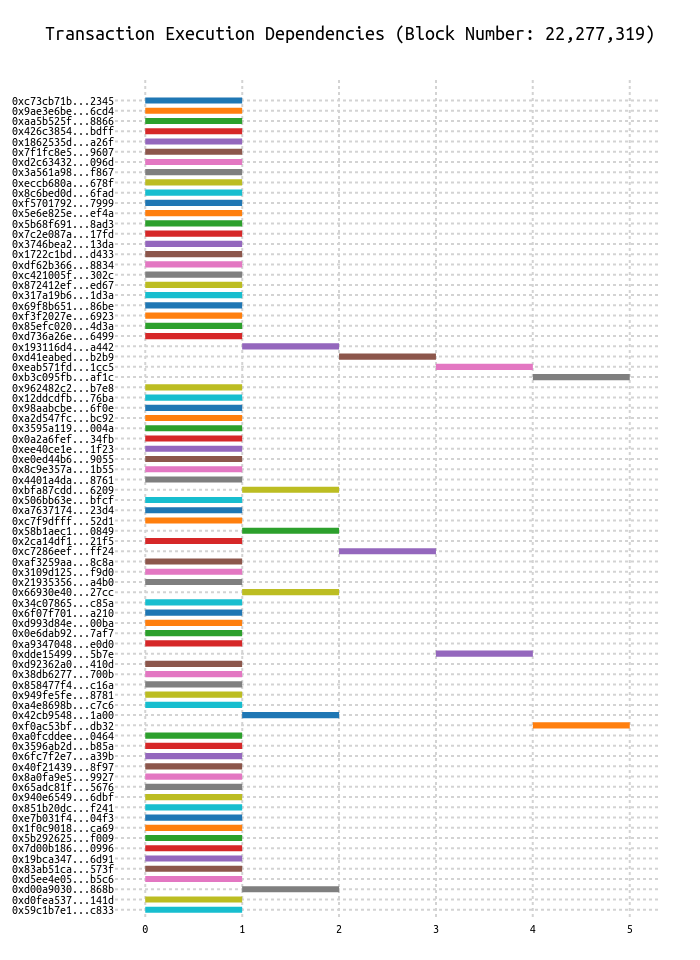 Transaction Execution Dependencies (Block Number: 22,277,319)
0xc73cb71b...2345
0x9ae3e6be...6cd4
0xaa5b525f...8866
0x426c3854...bdff
0x1862535d...a26f
0x7f1fc8e5...9607
0xd2c63432...096d
0x3a561a98...f867
0xeccb680a...678f
0x8c6bed0d...6fad
0xf5701792...7999
0x5e6e825e...ef4a
0x5b68f691...8ad3
0x7c2e087a...17fd
0x3746bea2...13da
0x1722c1bd...d433
0xdf62b366...8834
0xc421005f...302c
0x872412ef...ed67
0x317a19b6...1d3a
0x69f8b651...86be
0xf3f2027e...6923
0x85efc020...4d3a
0xd736a26e...6499
0x193116d4...a442
0xd41eabed...b2b9
0xeab571fd...1cc5
0xb3c095fb...af1c
0x962482c2...b7e8
0x12ddcdfb...76ba
0x98aabcbe...6f0e
0xa2d547fc...bc92
0x3595a119...004a
0x0a2a6fef...34fb
0xee40ce1e...1f23
0xe0ed44b6...9055
0x8c9e357a...1b55
0x4401a4da...8761
0xbfa87cdd...6209
0x506bb63e...bfcf
0xa7637174...23d4
0xc7f9dfff...52d1
0x58b1aec1...0849
0x2ca14df1...21f5
0xc7286eef...ff24
0xaf3259aa...8c8a
0x3109d125...f9d0
0x21935356...a4b0
0x66930e40...27cc
0x34c07865...c85a
0x6f07f701...a210
0xd993d84e...00ba
0x0e6dab92...7af7
0xa9347048...e0d0
0xdde15499...5b7e
0xd92362a0...410d
0x38db6277...700b
0x858477f4...c16a
0x949fe5fe...8781
0xa4e8698b...c7c6
0x42cb9548...1a00
0xf0ac53bf...db32
0xa0fcddee...0464
0x3596ab2d...b85a
0x6fc7f2e7...a39b
0x40f21439...8f97
0x8a0fa9e5...9927
0x65adc81f...5676
0x940e6549...6dbf
0x851b20dc...f241
0xe7b031f4...04f3
0x1f0c9018...ca69
0x5b292625...f009
0x7d00b186...0996
0x19bca347...6d91
0x83ab51ca...573f
0xd5ee4e05...b5c6
0xd00a9030...868b
0xd0fea537...141d
0x59c1b7e1...c833
0 1 2 3 4 5